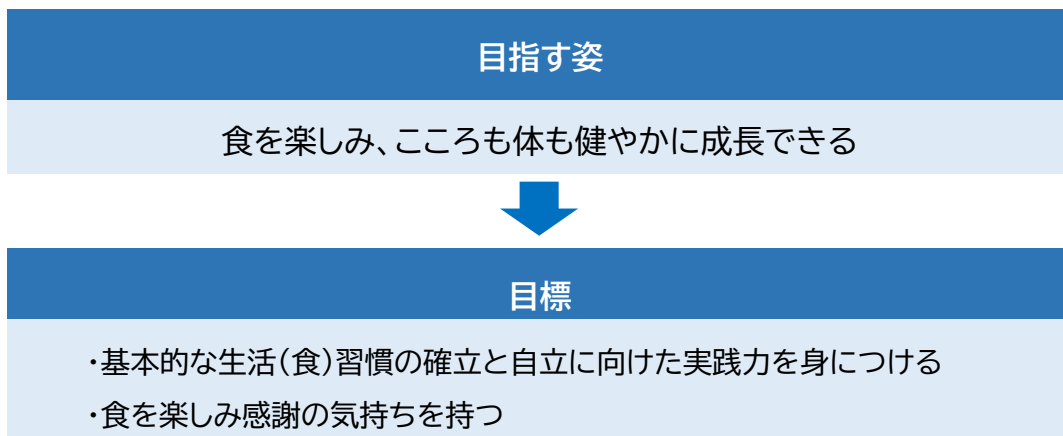 目指す姿
食を楽しみ、こころも体も健やかに成長できる
目標
・基本的な生活(食)習慣の確立と自立に向けた実践力を身につける
・食を楽しみ感謝の気持ちを持つ